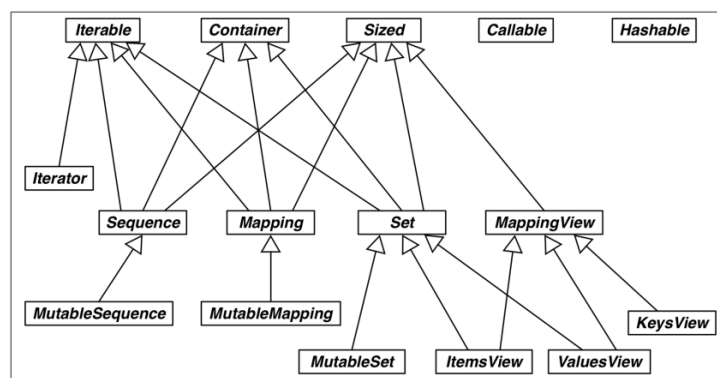 Iterable
Container
Sized
Callable
Hashable
Iterator
Sequence
Mapping
Set
MappingView
MutableSequence
MutableMapping
KeysView
MutableSet
ItemsView
ValuesView